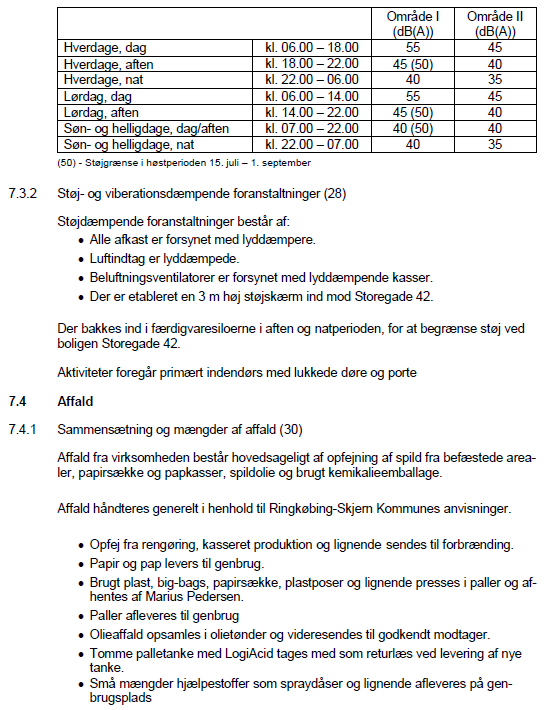 Område I Område II
(dB(A)) (dB(A))
Hverdage, dag kl. 06.00 – 18.00 55 45
Hverdage, aften kl. 18.00 – 22.00 45 (50) 40
Hverdage, nat kl. 22.00 – 06.00 40 35
Lørdag, dag kl. 06.00 – 14.00 55 45
Lørdag, aften kl. 14.00 – 22.00 45 (50) 40
Søn- og helligdage, dag/aften kl. 07.00 – 22.00 40 (50) 40
Søn- og helligdage, nat kl. 22.00 – 07.00 40 35
(50) - Støjgrænse i høstperioden 15. juli – 1. september
7.3.2 Støj- og viberationsdæmpende foranstaltninger (28)
Støjdæmpende foranstaltninger består af:
• Alle afkast er forsynet med lyddæmpere.
• Luftindtag er lyddæmpede.
• Beluftningsventilatorer er forsynet med lyddæmpende kasser.
• Der er etableret en 3 m høj støjskærm ind mod Storegade 42.
Der bakkes ind i færdigvaresiloerne i aften og natperioden, for at begrænse støj ved
boligen Storegade 42.
Aktiviteter foregår primært indendørs med lukkede døre og porte
7.4 Affald
7.4.1 Sammensætning og mængder af affald (30)
Affald fra virksomheden består hovedsageligt af opfejning af spild fra befæstede area-
ler, papirsække og papkasser, spildolie og brugt kemikalieemballage.
Affald håndteres generelt i henhold til Ringkøbing-Skjern Kommunes anvisninger.
• Opfej fra rengøring, kasseret produktion og lignende sendes til forbrænding.
• Papir og pap levers til genbrug.
• Brugt plast, big-bags, papirsække, plastposer og lignende presses i paller og af-
hentes af Marius Pedersen.
• Paller afleveres til genbrug
• Olieaffald opsamles i olietønder og videresendes til godkendt modtager.
• Tomme palletanke med LogiAcid tages med som returlæs ved levering af nye
tanke.
• Små mængder hjælpestoffer som spraydåser og lignende afleveres på gen-
brugsplads